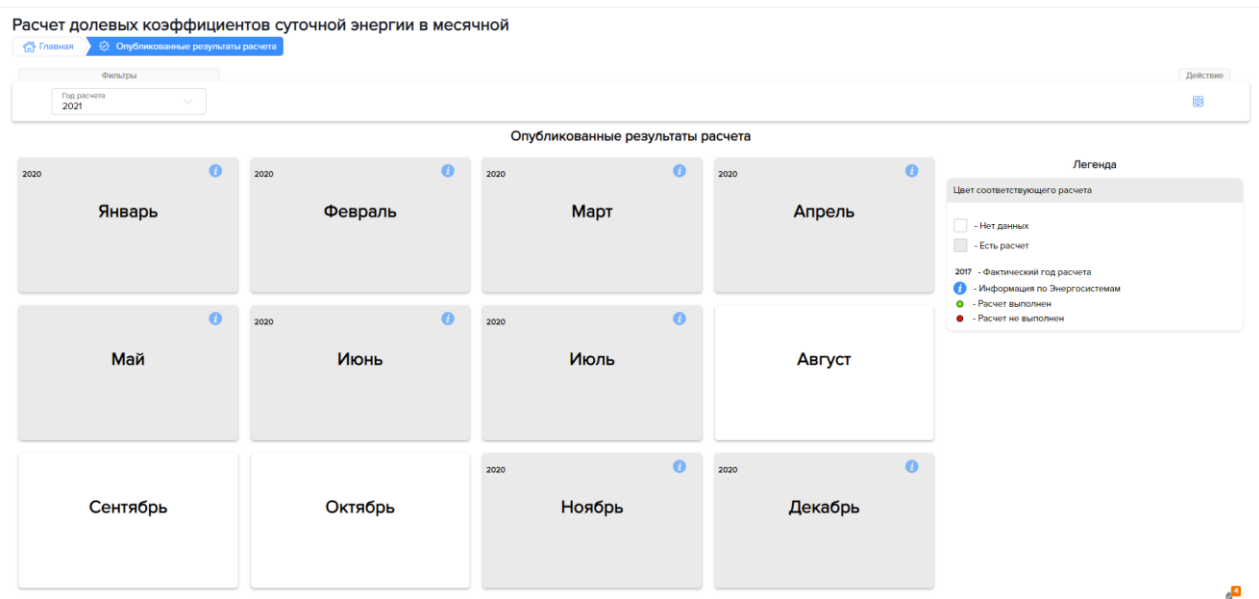 Расчет долевых коэффициентов суточной энергии в месячной
Главная
Опубликованные результаты расчета
Фильтры
Действие
Год расчета
2021
Опубликованные результаты расчета
2020
Январь
2020
Февраль
2020
Март
2020
Апрель
Легенда
Цвет соответствующего расчета
- Нет данных
- Есть расчет
2017 - Фактический год расчета
i - Информация по Энергосистемам
- Расчет выполнен
- Расчет не выполнен
Май
2020
Июнь
2020
Июль
Август
Сентябрь
Октябрь
2020
Ноябрь
2020
Декабрь
4